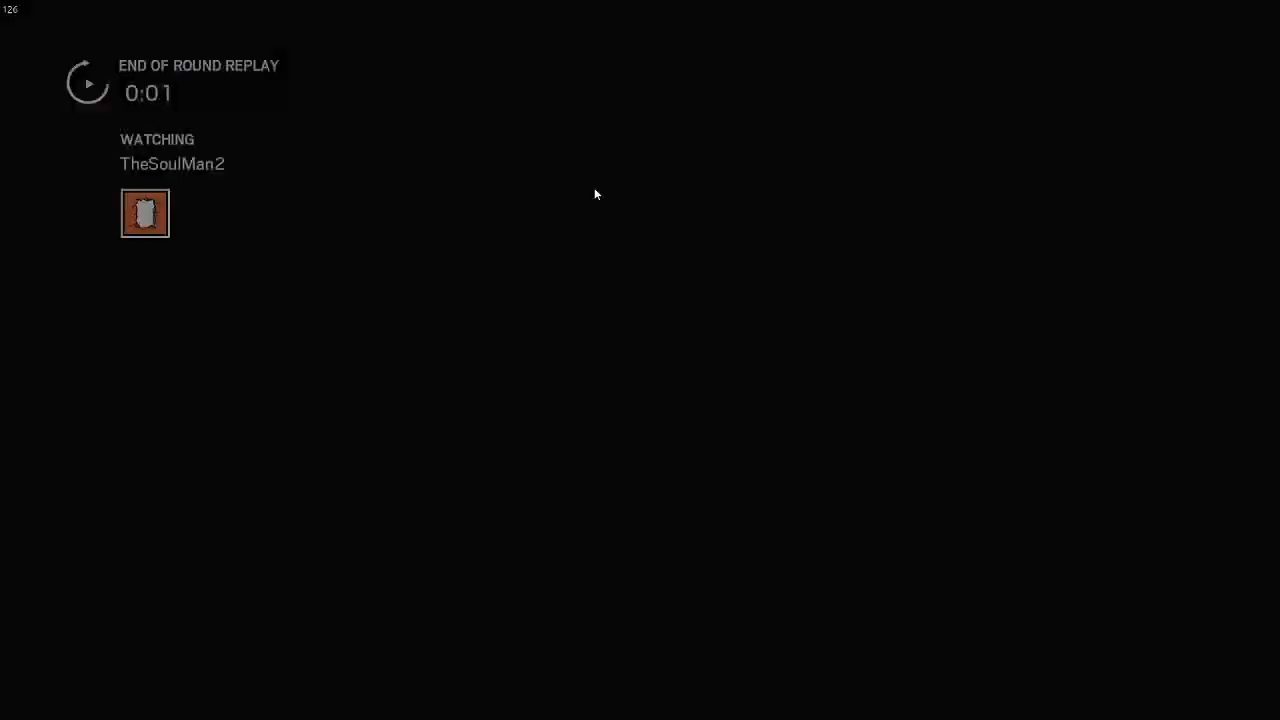 126
END OF ROUND REPLAY
0:01
WATCHING
TheSoulMan2